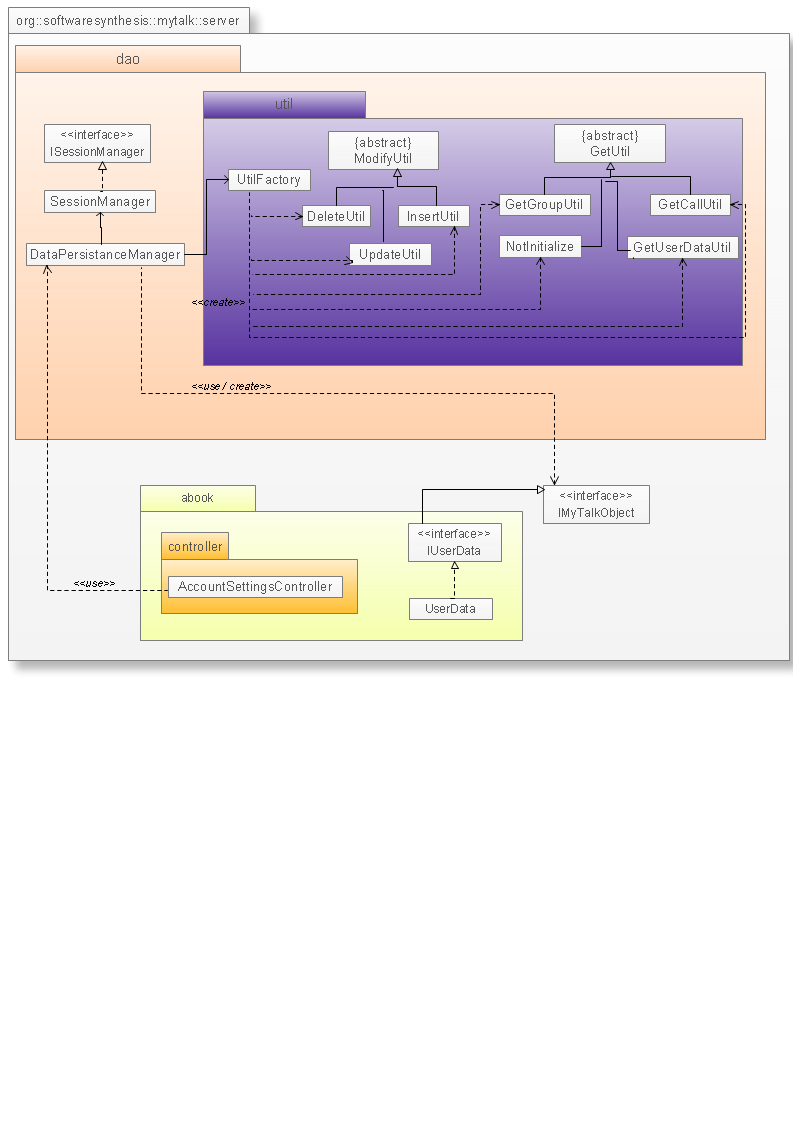 org::softwaresynthesis::mytalk::server
dao
util
<<interface>>
ISessionManager
{abstract}
ModifyUtil
{abstract}
GetUtil
UtilFactory
SessionManager
DeleteUtil
InsertUtil
GetGroupUtil
GetCallUtil
DataPersistanceManager
UpdateUtil
NotInitialize
GetUserDataUtil
<<create>>
<<use / create>>
abook
<<interface>>
IMyTalkObject
<<interface>>
IUserData
controller
<<use>>
AccountSettingsController
UserData